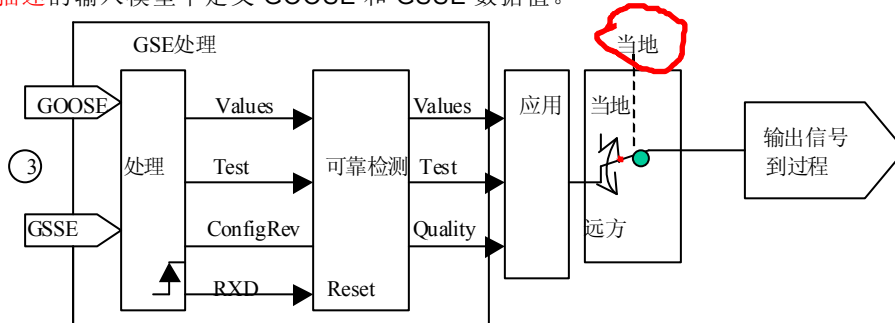 描述的输入模型中定义 GOOSE 和 GSSE 数据值。
GSE处理
当地
GOOSE
Values
Values
应用
当地
③
处理
Test
可靠检测
Test
输出信号
到过程
GSSE
ConfigRev
Quality
远方
RXD
Reset